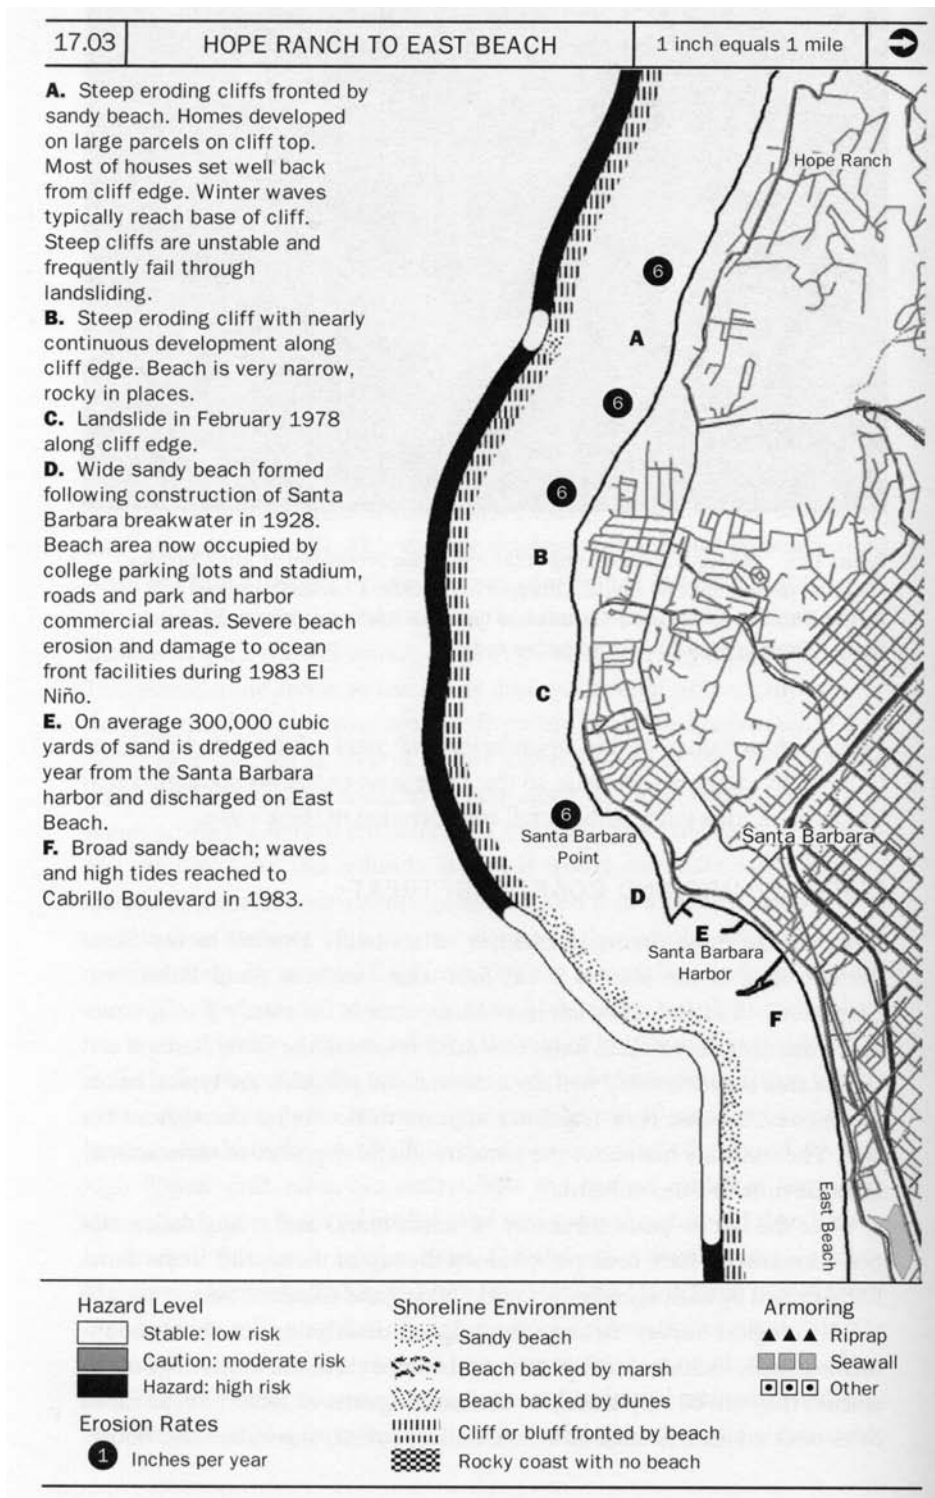 17.03
HOPE RANCH TO EAST BEACH
1 inch equals 1 mile
A. Steep eroding cliffs fronted by
sandy beach. Homes developed
on large parcels on cliff top.
Most of houses set well back
from cliff edge. Winter waves
typically reach base of cliff.
Steep cliffs are unstable and
frequently fail through
landsliding.
B. Steep eroding cliff with nearly
continuous development along
cliff edge. Beach is very narrow,
rocky in places.
C. Landslide in February 1978
along cliff edge.
D. Wide sandy beach formed
following construction of Santa
Barbara breakwater in 1928.
Beach area now occupied by
college parking lots and stadium,
roads and park and harbor
commercial areas. Severe beach
erosion and damage to ocean
front facilities during 1983 El
Niño.
E. On average 300,000 cubic
yards of sand is dredged each
year from the Santa Barbara
harbor and discharged on East
Beach.
F. Broad sandy beach; waves
and high tides reached to
Cabrillo Boulevard in 1983.
Hope Ranch
6
A
6
6
B
C
6
Santa Barbara
Point
Santa Barbara
D
E
Santa Barbara
Harbor
F
East Beach
Hazard Level
Stable: low risk
Caution: moderate risk
Hazard: high risk
Erosion Rates
1 Inches per year
Shoreline Environment
Sandy beach
Beach backed by marsh
Beach backed by dunes
Cliff or bluff fronted by beach
Rocky coast with no beach
Armoring
Riprap
Seawall
Other